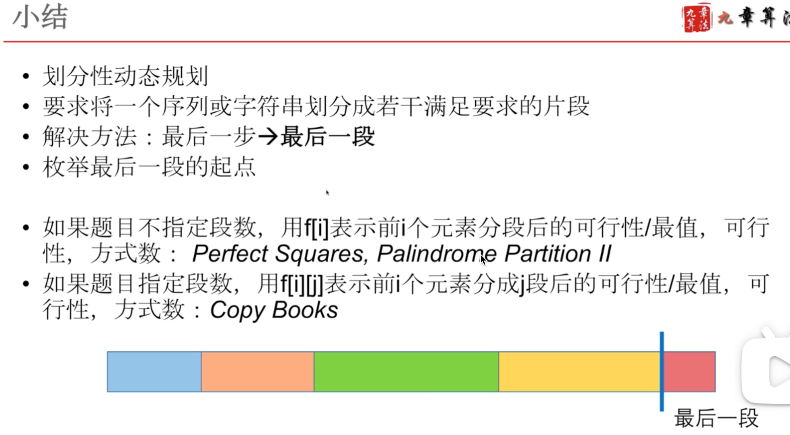 小结
九章算法
九章算法
• 划分性动态规划
• 要求将一个序列或字符串划分成若干满足要求的片段
• 解决方法：最后一步→最后一段
• 枚举最后一段的起点
• 如果题目不指定段数，用f[i]表示前i个元素分段后的可行性/最值，可行
性，方式数：Perfect Squares, Palindrome Partition II
• 如果题目指定段数，用f[i][j]表示前i个元素分成j段后的可行性/最值，可
行性，方式数：Copy Books
最后一段